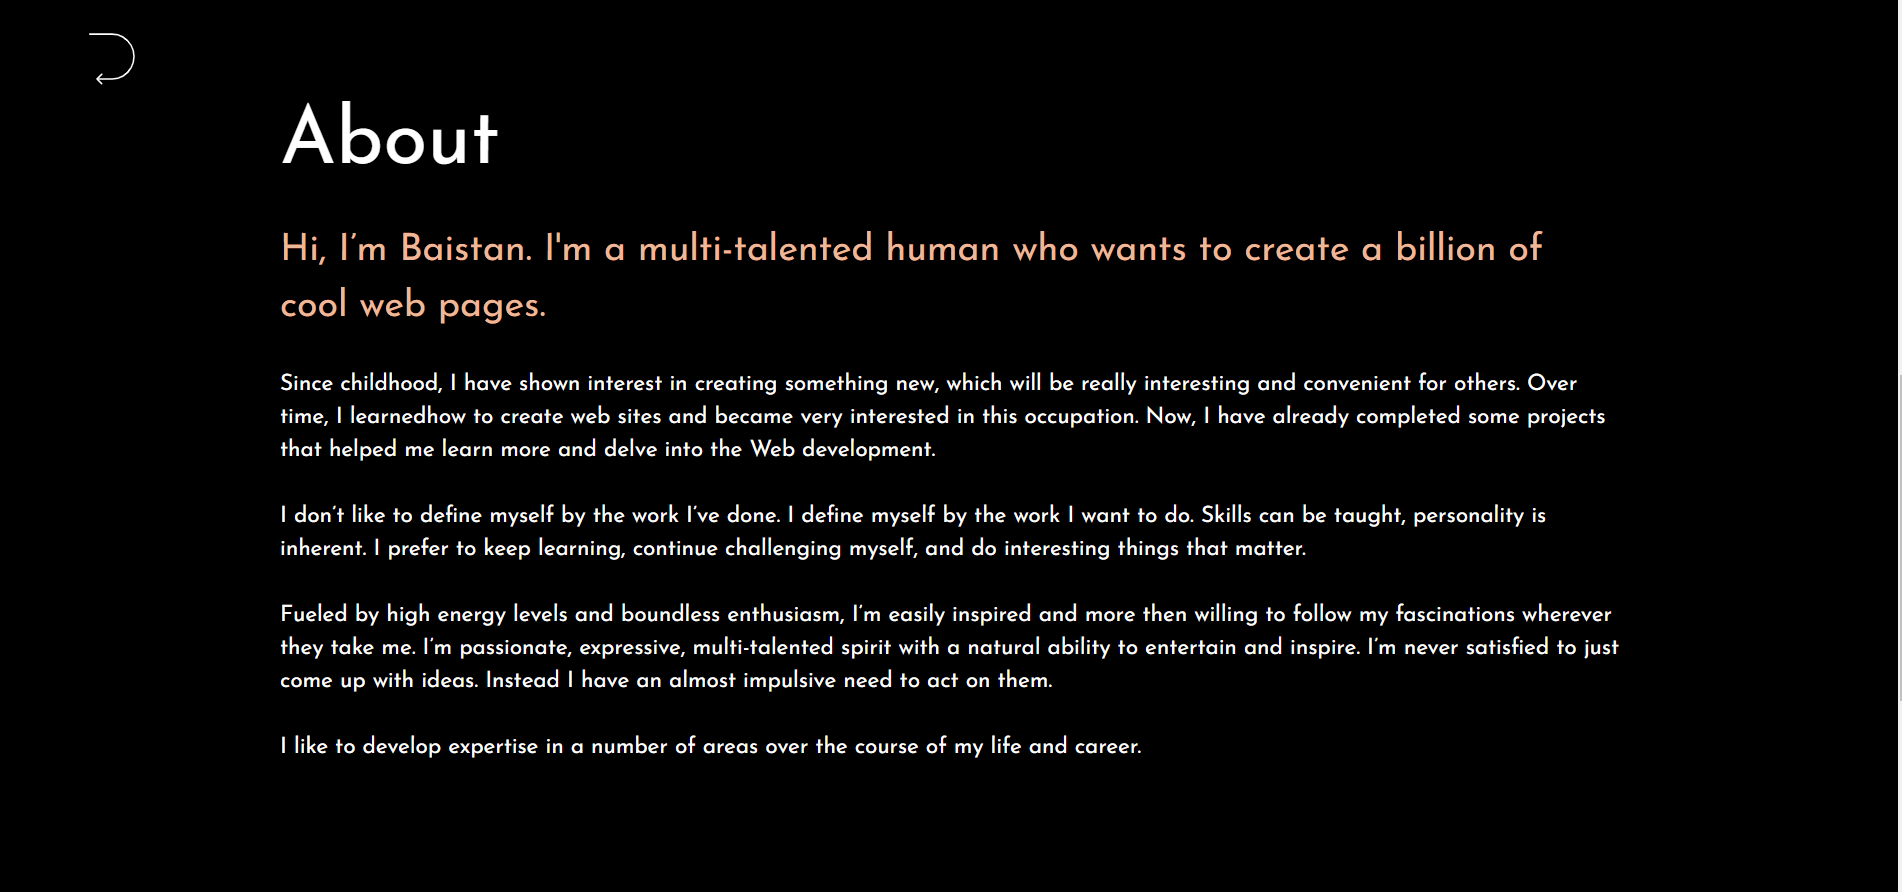 About
Hi, I’m Baistan. I'm a multi-talented human who wants to create a billion of
cool web pages.
Since childhood, I have shown interest in creating something new, which will be really interesting and convenient for others. Over
time, I learnedhow to create web sites and became very interested in this occupation. Now, I have already completed some projects
that helped me learn more and delve into the Web development.
I don’t like to define myself by the work I’ve done. I define myself by the work I want to do. Skills can be taught, personality is
inherent. I prefer to keep learning, continue challenging myself, and do interesting things that matter.
Fueled by high energy levels and boundless enthusiasm, I’m easily inspired and more then willing to follow my fascinations wherever
they take me. I’m passionate, expressive, multi-talented spirit with a natural ability to entertain and inspire. I’m never satisfied to just
come up with ideas. Instead I have an almost impulsive need to act on them.
I like to develop expertise in a number of areas over the course of my life and career.